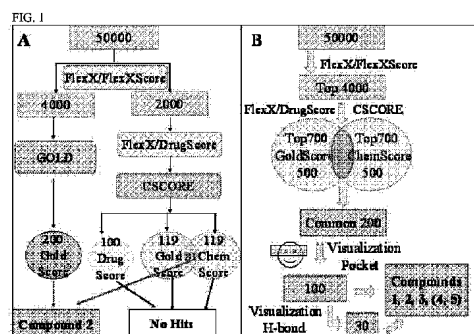 FIG. 1
A
50000
FlexX/FlexXScore
4000
2000
GOLD
FlexX/DrugScore
CSCORE
200
Gold
Score
100
Drug
Score
119
Gold
Score
119
Chem
Score
Compound 2
No Hits
B
50000
FlexX/FlexXScore
Top 4000
FlexX/DrugScore
CSCORE
Top700
GoldScore
500
Top700
ChemScore
500
Common 200
Visualization
Pocket
100
Compounds
1, 2, 3, (4, 5)
Visualization
H-bond
30